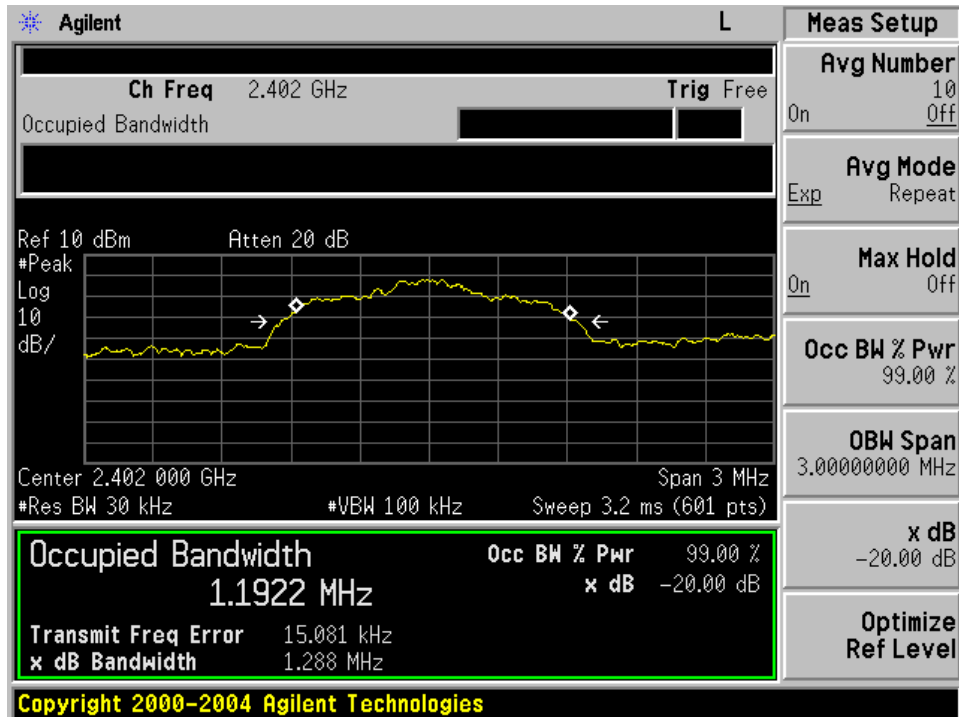 Agilent L
Ch Freq 2.402 GHz Trig Free
Occupied Bandwidth
Ref 10 dBm Atten 20 dB
#Peak
Log
10
dB/
Center 2.402 000 GHz Span 3 MHz
#Res BW 30 kHz #VBW 100 kHz Sweep 3.2 ms (601 pts)
Occupied Bandwidth Occ BW % Pwr 99.00 %
1.1922 MHz x dB -20.00 dB
Transmit Freq Error 15.081 kHz
x dB Bandwidth 1.288 MHz
Copyright 2000-2004 Agilent Technologies
Meas Setup
Avg Number
10
On Off
Avg Mode
Exp Repeat
Max Hold
On Off
Occ BW % Pwr
99.00 %
OBW Span
3.00000000 MHz
x dB
-20.00 dB
Optimize
Ref Level